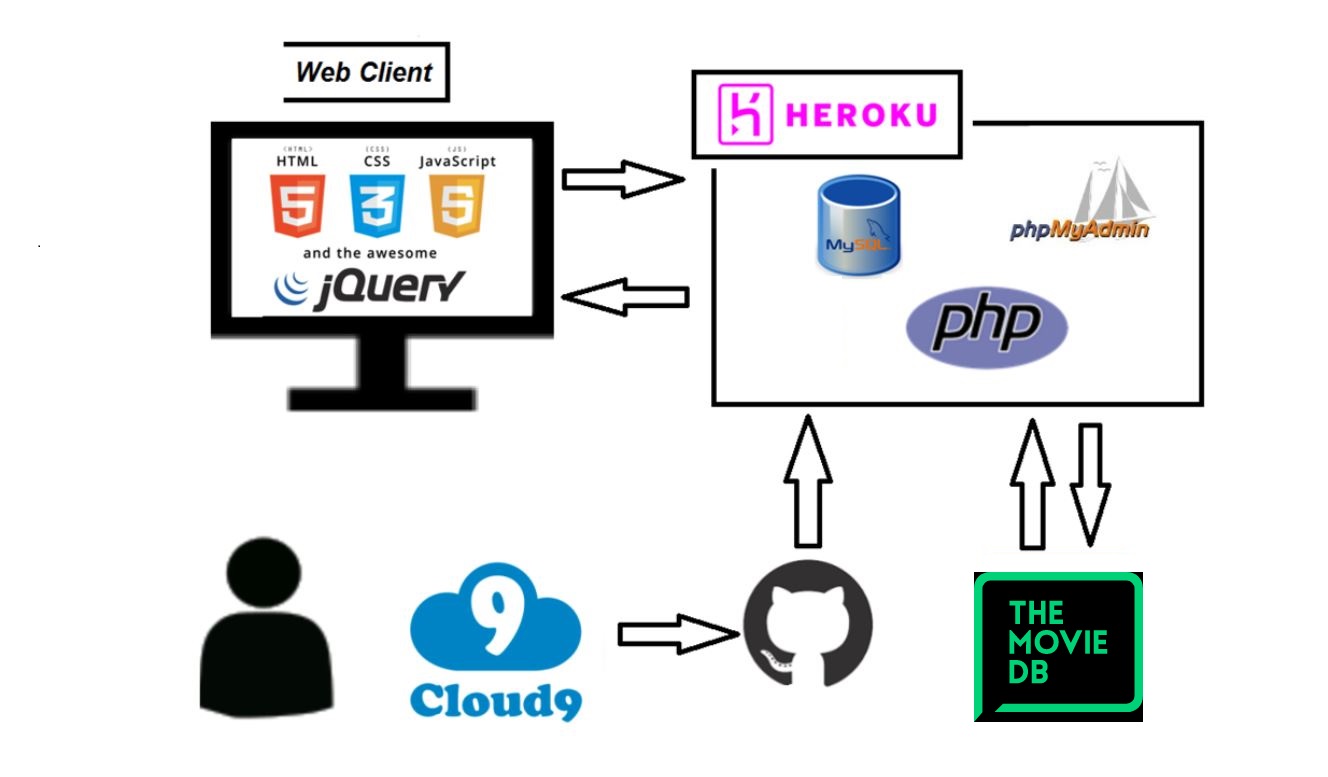 Web Client
HEROKU
(HTML) (CSS) (JS)
HTML CSS JavaScript
5 3 5
and the awesome
jQuery
MySQL
phpMyAdmin
php
9
Cloud9
THE
MOVIE
DB